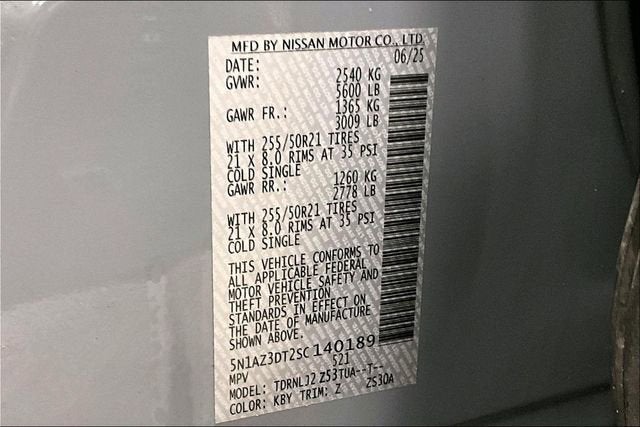 MFD BY NISSAN MOTOR CO., LTD.
DATE: 06/25
GVWR: 2540 KG
5600 LB
GAWR FR.: 1365 KG
3009 LB
WITH 255/50R21 TIRES
21 X 8.0 RIMS AT 35 PSI
COLD SINGLE
GAWR RR.: 1260 KG
2778 LB
WITH 255/50R21 TIRES
21 X 8.0 RIMS AT 35 PSI
COLD SINGLE
THIS VEHICLE CONFORMS TO
ALL APPLICABLE FEDERAL
MOTOR VEHICLE SAFETY AND
THEFT PREVENTION
STANDARDS IN EFFECT ON
THE DATE OF MANUFACTURE
SHOWN ABOVE.
5N1AZ3DT2SC140189
MPV 521
MODEL: TDRNLJ2Z53TUA--T--
COLOR: KBY TRIM: Z ZS30A